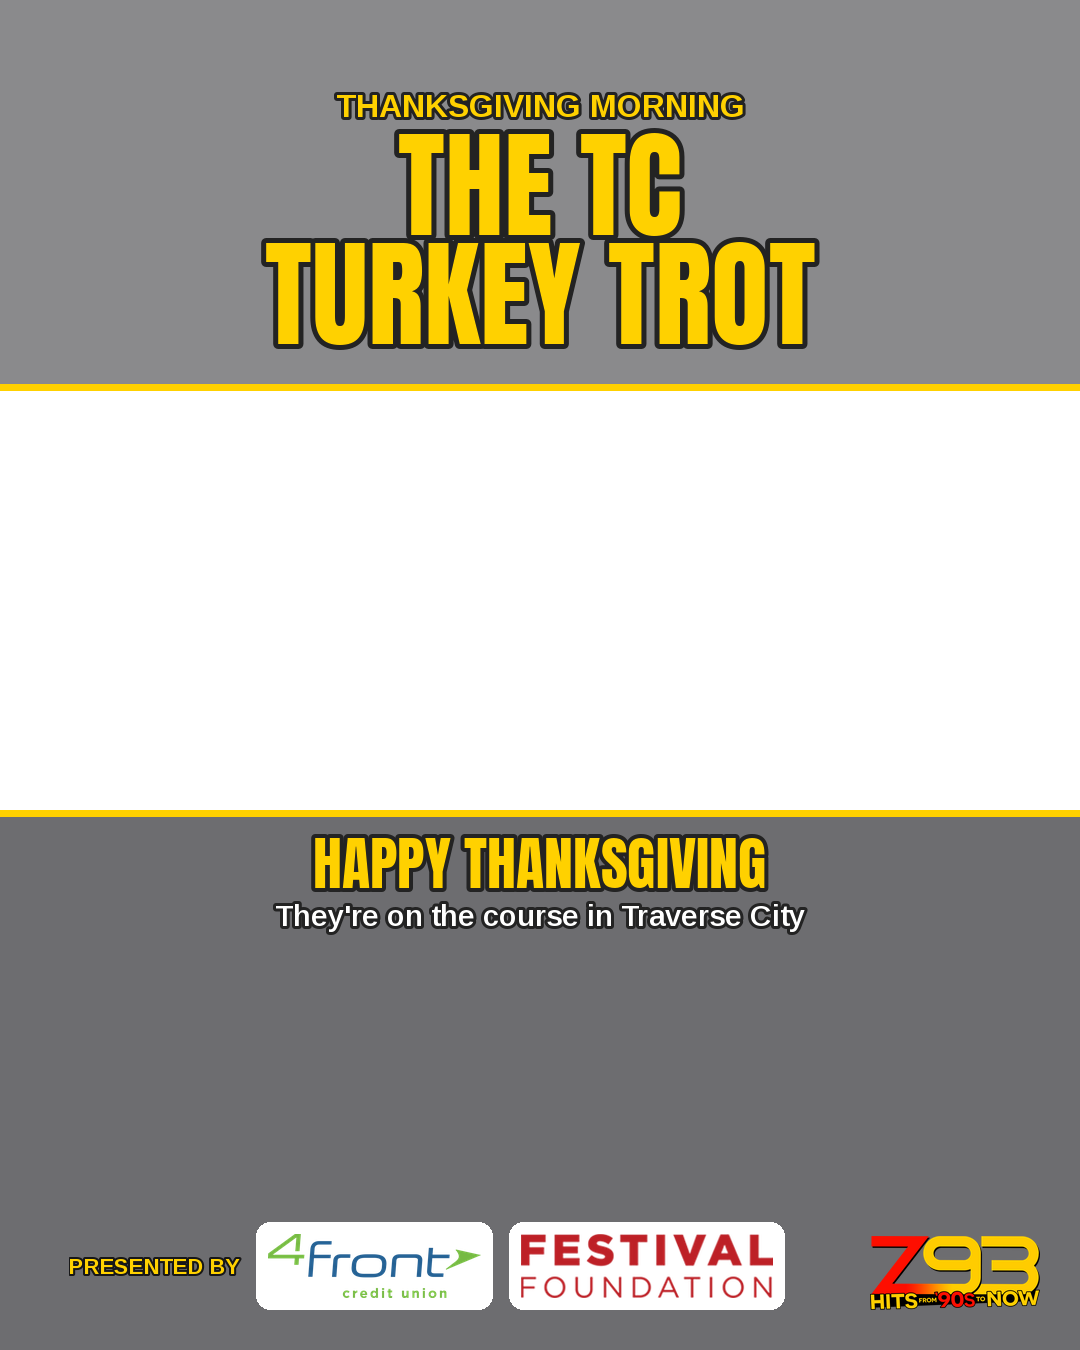 THANKSGIVING MORNING
THE TC
TURKEY TROT
HAPPY THANKSGIVING
They're on the course in Traverse City
PRESENTED BY
4Front
credit union
FESTIVAL
FOUNDATION
Z93
HITS FROM '90S TO NOW